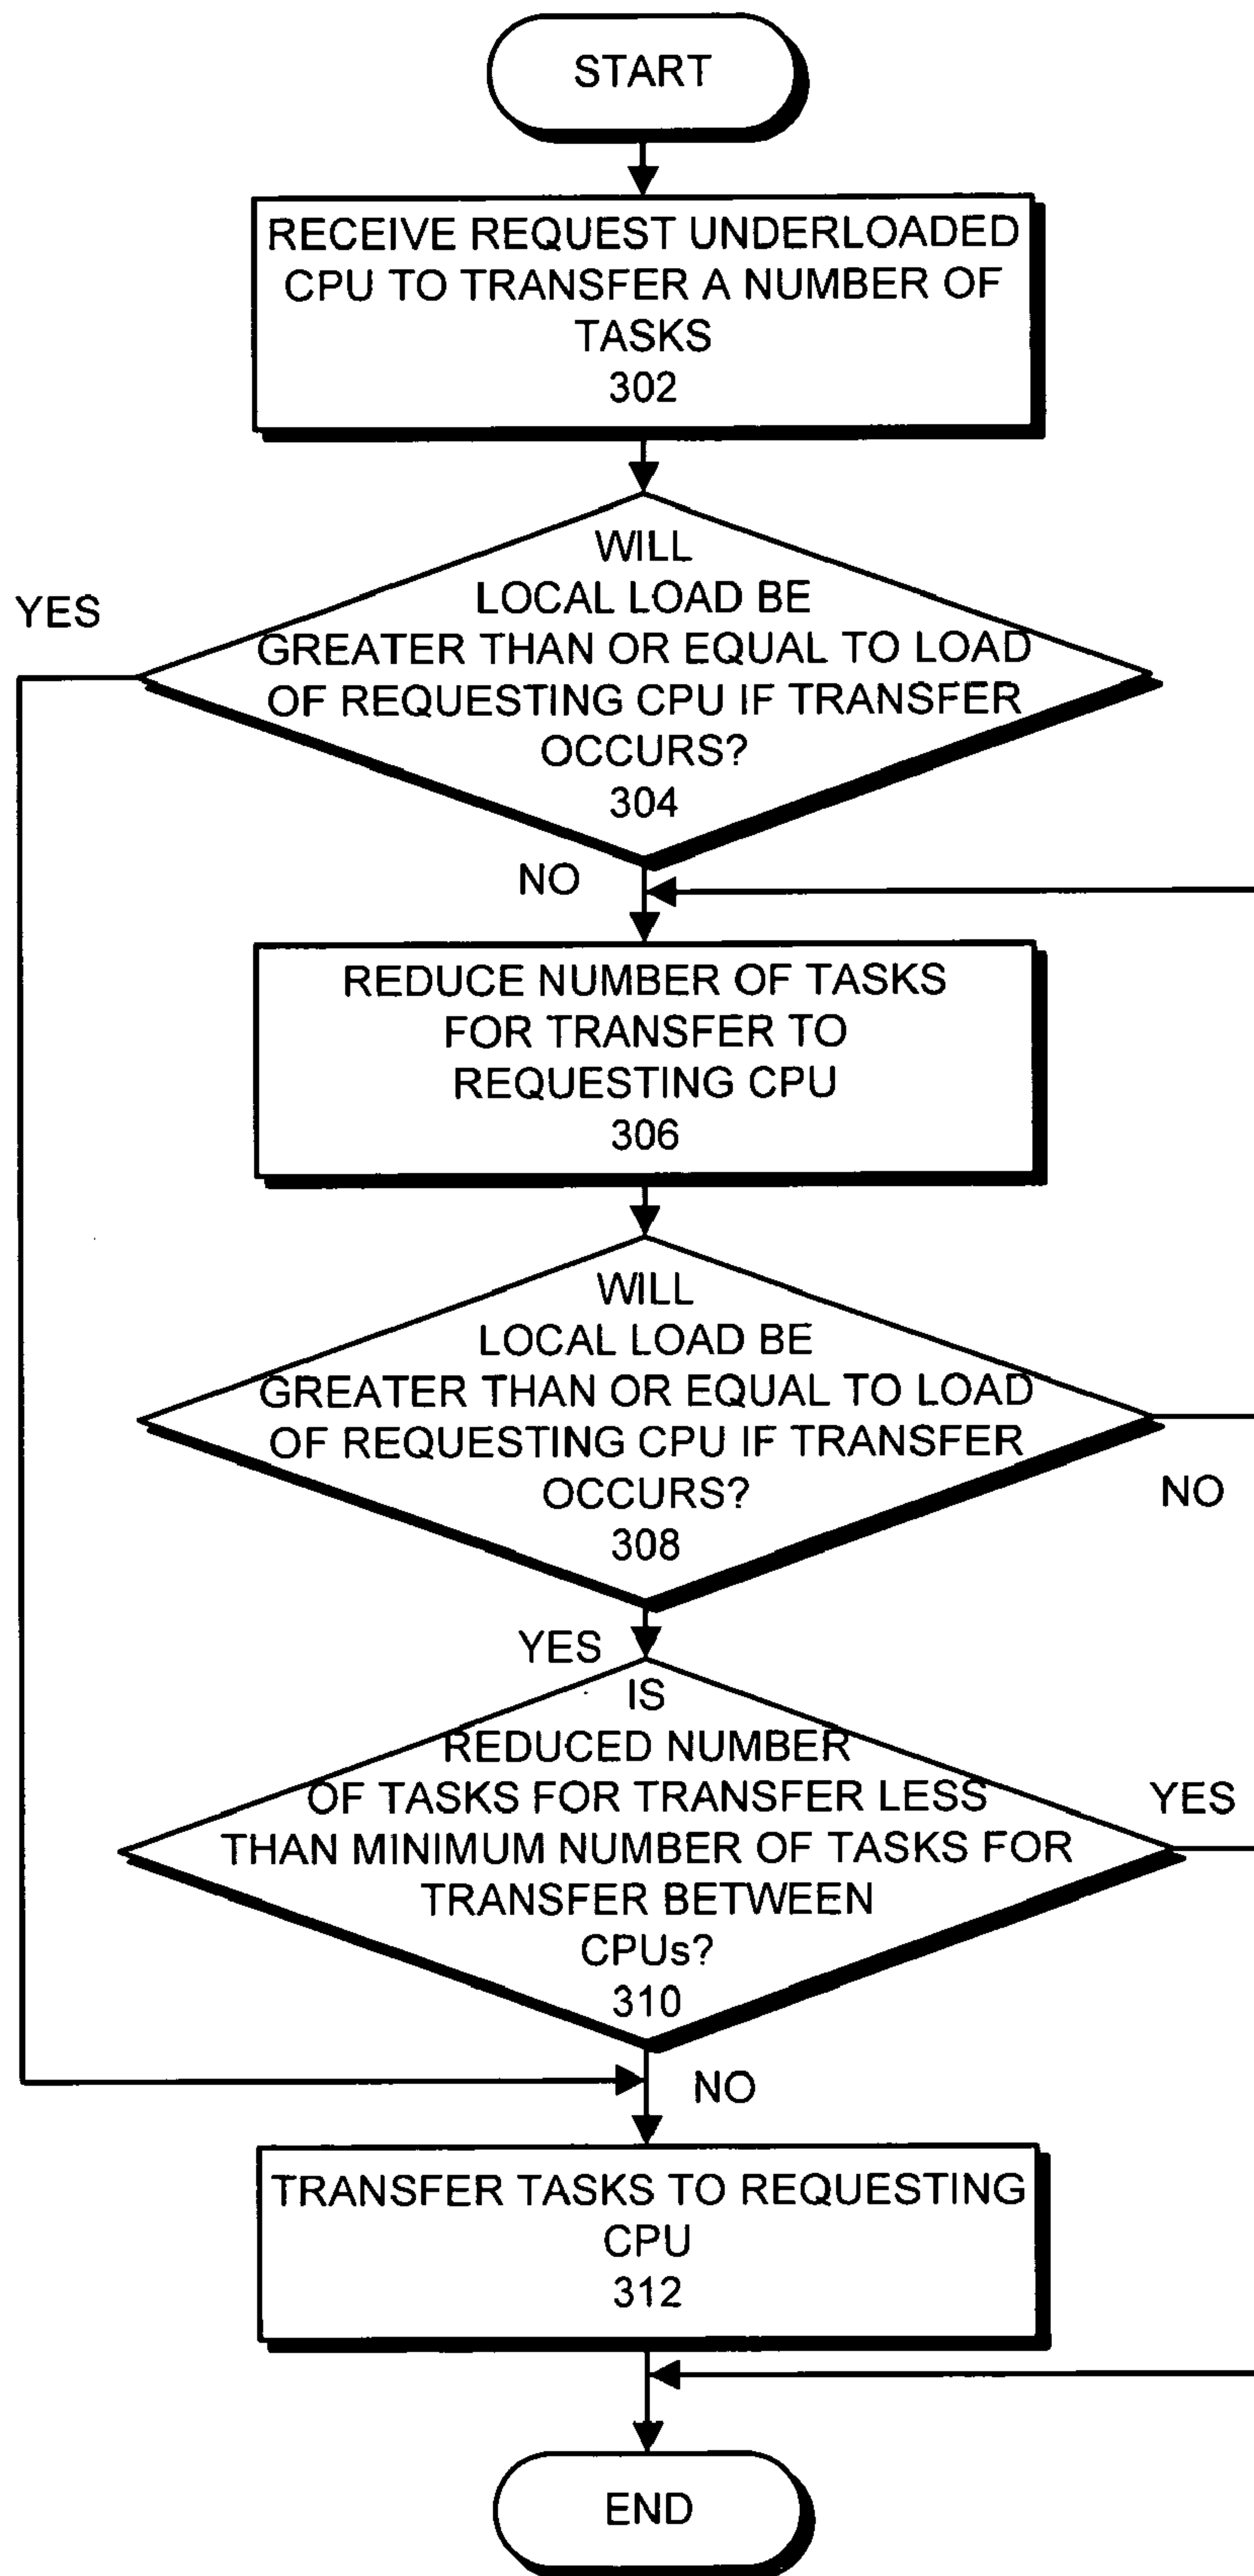 START
RECEIVE REQUEST UNDERLOADED
CPU TO TRANSFER A NUMBER OF
TASKS
302
WILL
LOCAL LOAD BE
GREATER THAN OR EQUAL TO LOAD
OF REQUESTING CPU IF TRANSFER
OCCURS?
304
YES
NO
REDUCE NUMBER OF TASKS
FOR TRANSFER TO
REQUESTING CPU
306
WILL
LOCAL LOAD BE
GREATER THAN OR EQUAL TO LOAD
OF REQUESTING CPU IF TRANSFER
OCCURS?
308
NO
YES
IS
REDUCED NUMBER
OF TASKS FOR TRANSFER LESS
THAN MINIMUM NUMBER OF TASKS FOR
TRANSFER BETWEEN
CPUs?
310
YES
NO
TRANSFER TASKS TO REQUESTING
CPU
312
END